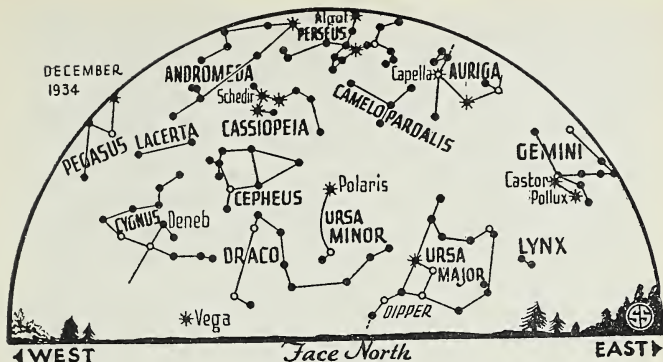 Algol
PERSEUS
DECEMBER
1934
ANDROMEDA
Capella
AURIGA
Schedir
CAMELOPARDALIS
CASSIOPEIA
PEGASUS
LACERTA
GEMINI
Castor
Pollux
CEPHEUS
Polaris
CYGNUS
Deneb
URSA
MINOR
DRACO
URSA
MAJOR
LYNX
DIPPER
Vega
WEST
Face North
EAST